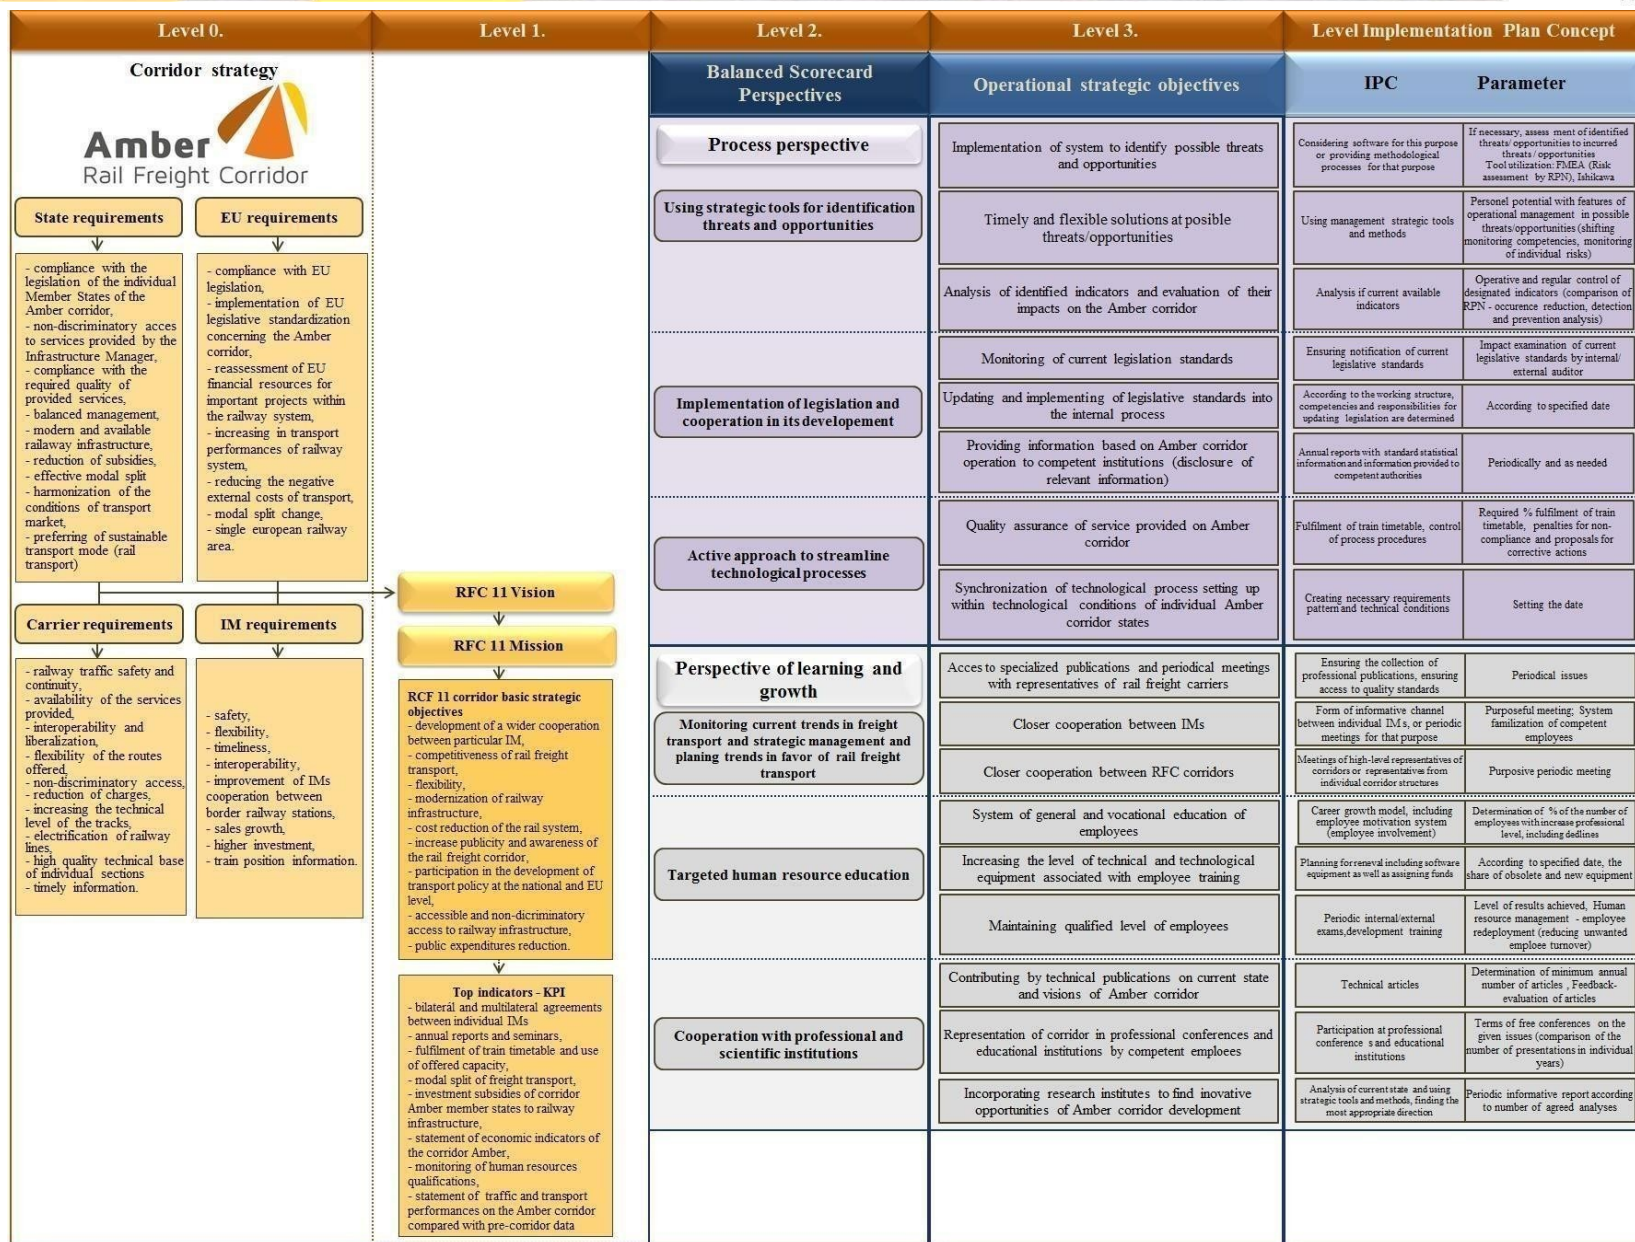 Level 0.
Level 1.
Level 2.
Level 3.
Level Implementation Plan Concept
Corridor strategy
Amber
Rail Freight Corridor
State requirements
EU requirements
- compliance with the
legislation of the individual
Member States of the
Amber corridor,
- non-discriminatory acces
to services provided by the
Infrastructure Manager,
- compliance with the
required quality of
provided services,
- balanced management,
- modern and available
railaway infrastructure,
- reduction of subsidies,
- effective modal split
- harmonization of the
conditions of transport
market,
- preferring of sustainable
transport mode (rail
transport)
- compliance with EU
legislation,
- implementation of EU
legislative standardization
concerning the Amber
corridor,
- reassessment of EU
financial resources for
important projects within
the railway system,
- increasing in transport
performances of railway
system,
- reducing the negative
external costs of transport,
- modal split change,
- single european railway
area.
Carrier requirements
IM requirements
- railway traffic safety and
continuity,
- availability of the services
provided,
- interoperability and
liberalization,
- flexibility of the routes
offered,
- non-discriminatory access,
- reduction of charges,
- increasing the technical
level of the tracks,
- electrification of railway
lines,
- high quality technical base
of individual sections
- timely information.
- safety,
- flexibility,
- timeliness,
- interoperability,
- improvement of IMs
cooperation between
border railway stations,
- sales growth,
- higher investment,
- train position information.
RFC 11 Vision
RFC 11 Mission
RCF 11 corridor basic strategic
objectives
- development of a wider cooperation
between particular IM,
- competitiveness of rail freight
transport,
- flexibility,
- modernization of railway
infrastructure,
- cost reduction of the rail system,
- increase publicity and awareness of
the rail freight corridor,
- participation in the development of
transport policy at the national and EU
level,
- accessible and non-dicriminatory
access to railway infrastructure,
- public expenditures reduction.
Top indicators - KPI
- bilaterál and multilateral agreements
between individual IMs
- annual reports and seminars,
- fulfilment of train timetable and use
of offered capacity,
- modal split of freight transport,
- investment subsidies of corridor
Amber member states to railway
infrastructure,
- statement of economic indicators of
the corridor Amber,
- monitoring of human resources
qualifications,
- statement of traffic and transport
performances on the Amber corridor
compared with pre-corridor data
Balanced Scorecard
Perspectives
Operational strategic objectives
IPC
Parameter
Process perspective
Using strategic tools for identification
threats and opportunities
Implementation of system to identify possible threats
and opportunities
Considering software for this purpose
or providing methodological
processes for that purpose
If necessary, assess ment of identified
threats/ opportunities to incurred
threats / opportunities
Tool utilization: FMEA (Risk
assessment by RPN), Ishikawa
Timely and flexible solutions at posible
threats/opportunities
Using management strategic tools
and methods
Personel potential with features of
operational management in possible
threats/opportunities (shifting
monitoring competencies, monitoring
of individual risks)
Analysis of identified indicators and evaluation of their
impacts on the Amber corridor
Analysis if current available
indicators
Operative and regular control of
designated indicators (comparison of
RPN - occurence reduction, detection
and prevention analysis)
Implementation of legislation and
cooperation in its developement
Monitoring of current legislation standards
Ensuring notification of current
legislative standards
Impact examination of current
legislative standards by internal/
external auditor
Updating and implementing of legislative standards into
the internal process
According to the working structure,
competencies and responsibilities for
updating legislation are determined
According to specified date
Providing information based on Amber corridor
operation to competent institutions (disclosure of
relevant information)
Annual reports with standard statistical
information and information provided to
competent authorities
Periodically and as needed
Active approach to streamline
technological processes
Quality assurance of service provided on Amber
corridor
Fulfilment of train timetable, control
of process procedures
Required % fulfilment of train
timetable, penalties for non-
compliance and proposals for
corrective actions
Synchronization of technological process setting up
within technological conditions of individual Amber
corridor states
Creating necessary requirements
pattern and technical conditions
Setting the date
Perspective of learning and
growth
Monitoring current trends in freight
transport and strategic management and
planing trends in favor of rail freight
transport
Acces to specialized publications and periodical meetings
with representatives of rail freight carriers
Ensuring the collection of
professional publications, ensuring
access to quality standards
Periodical issues
Closer cooperation between IMs
Form of informative channel
between individual IMs, or periodic
meetings for that purpose
Purposeful meeting; System
familization of competent
employees
Closer cooperation between RFC corridors
Meetings of high-level representatives of
corridors or representatives from
individual corridor structures
Purposive periodic meeting
Targeted human resource education
System of general and vocational education of
employees
Career growth model, including
employee motivation system
(employee involvement)
Determination of % of the number of
employees with increase professional
level, including dedlines
Increasing the level of technical and technological
equipment associated with employee training
Planning for reneval including software
equipment as well as assigning funds
According to specified date, the
share of obsolete and new equipment
Maintaining qualified level of employees
Periodic internal/external
exams,development training
Level of results achieved, Human
resource management - employee
redeployment (reducing unwanted
emploee turnover)
Cooperation with professional and
scientific institutions
Contributing by technical publications on current state
and visions of Amber corridor
Technical articles
Determination of minimum annual
number of articles , Feedback-
evaluation of articles
Representation of corridor in professional conferences and
educational institutions by competent emploees
Participation at professional
conference s and educational
institutions
Terms of free conferences on the
given issues (comparison of the
number of presentations in individual
years)
Incorporating research institutes to find inovative
opportunities of Amber corridor development
Analysis of current state and using
strategic tools and methods, finding the
most appropriate direction
Periodic informative report according
to number of agreed analyses